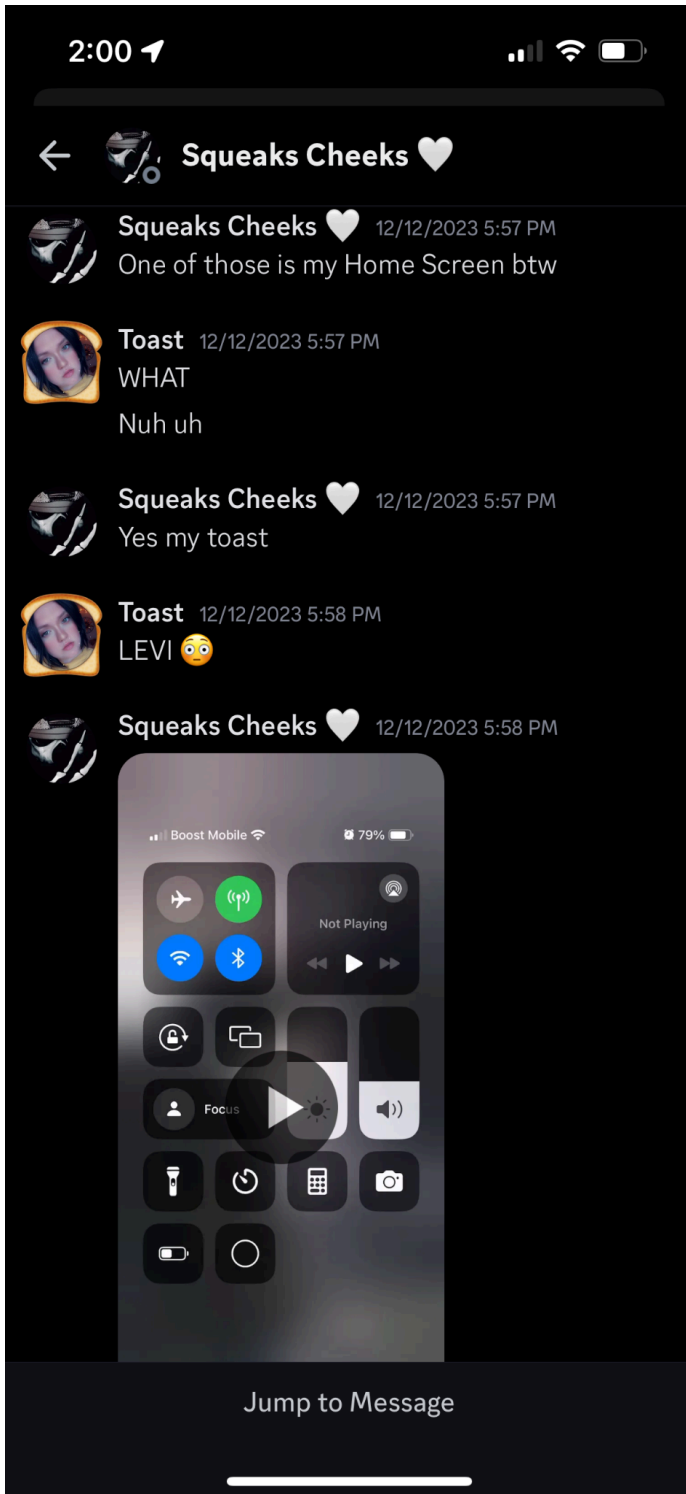 2:00
Squeaks Cheeks 🤍
Squeaks Cheeks 🤍 12/12/2023 5:57 PM
One of those is my Home Screen btw
Toast 12/12/2023 5:57 PM
WHAT
Nuh uh
Squeaks Cheeks 🤍 12/12/2023 5:57 PM
Yes my toast
Toast 12/12/2023 5:58 PM
LEVI 😳
Squeaks Cheeks 🤍 12/12/2023 5:58 PM
Boost Mobile 79%
Not Playing
Focus
Jump to Message